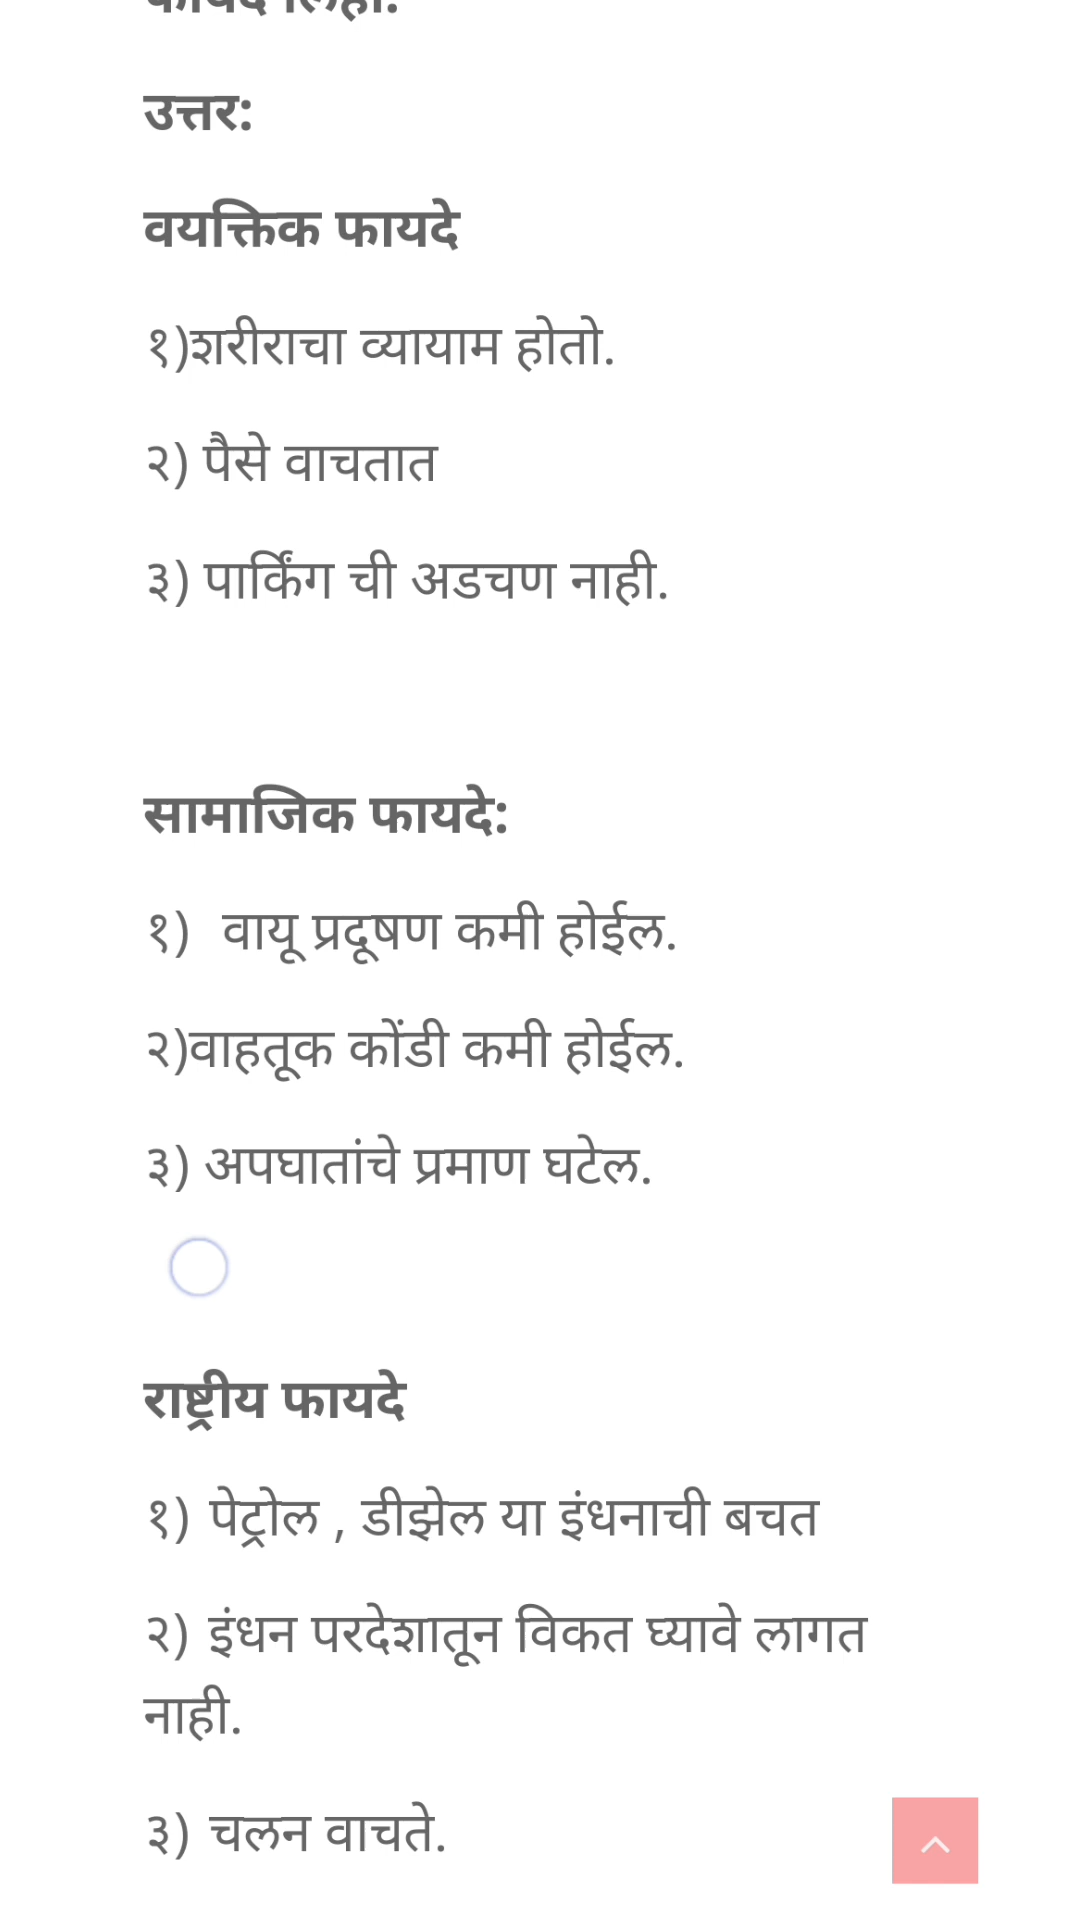 फायदे लिहा.
उत्तर:
वयक्तिक फायदे
१)शरीराचा व्यायाम होतो.
२) पैसे वाचतात
३) पार्किंग ची अडचण नाही.
सामाजिक फायदे:
१) वायू प्रदूषण कमी होईल.
२)वाहतूक कोंडी कमी होईल.
३) अपघातांचे प्रमाण घटेल.
राष्ट्रीय फायदे
१) पेट्रोल , डीझेल या इंधनाची बचत
२) इंधन परदेशातून विकत घ्यावे लागत
नाही.
३) चलन वाचते.